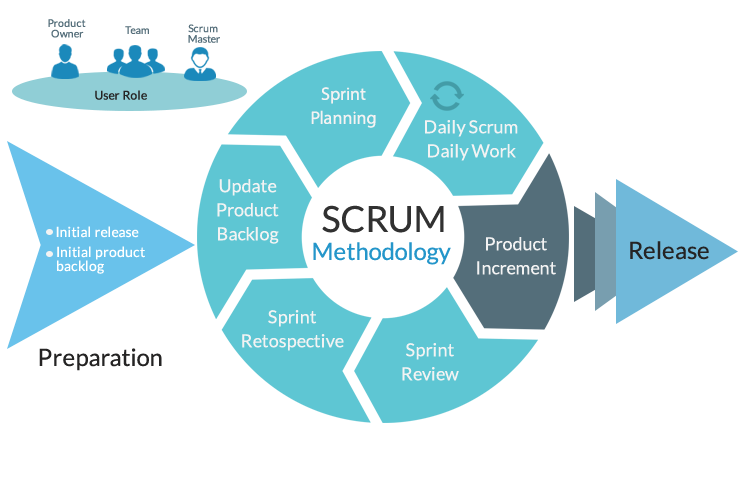 Product
Owner
Team
Scrum
Master
User Role
Sprint
Planning
Daily Scrum
Daily Work
Update
Product
Backlog
SCRUM
Methodology
Product
Increment
Initial release
Initial product
backlog
Release
Sprint
Retospective
Sprint
Review
Preparation